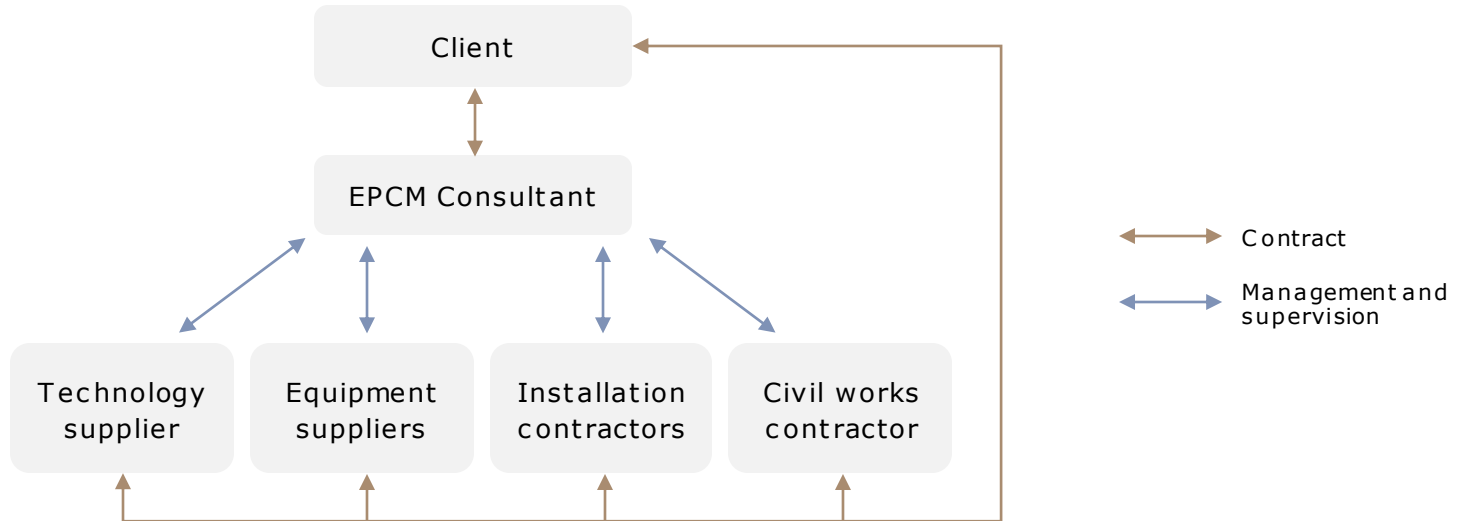 Client
EPCM Consultant
Contract
Management and
supervision
Technology
supplier
Equipment
suppliers
Installation
contractors
Civil works
contractor